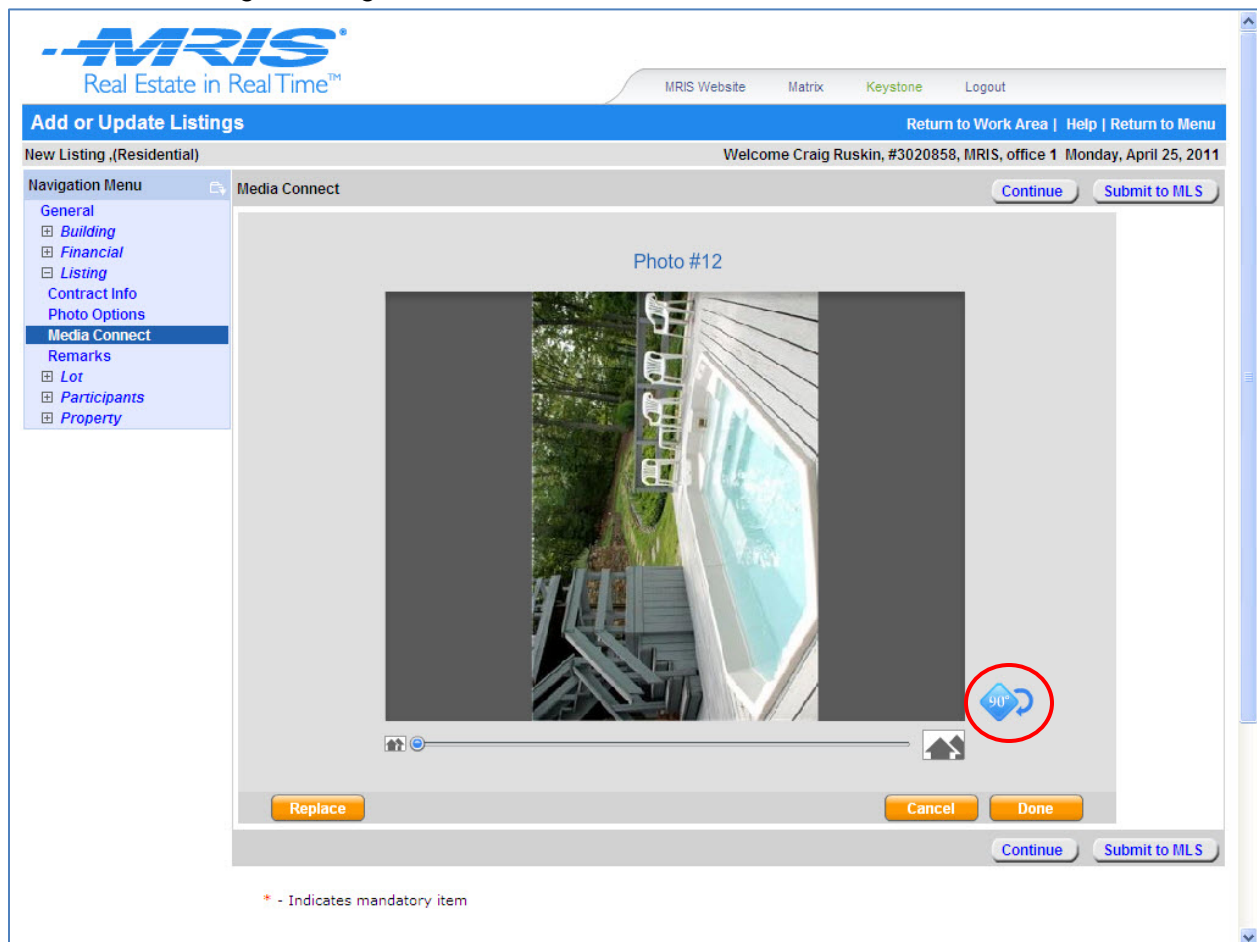 MRIS®
Real Estate in Real Time™
MRIS Website Matrix Keystone Logout
Add or Update Listings Return to Work Area | Help | Return to Menu
New Listing ,(Residential) Welcome Craig Ruskin, #3020858, MRIS, office 1 Monday, April 25, 2011
Navigation Menu
General
Building
Financial
Listing
Contract Info
Photo Options
Media Connect
Remarks
Lot
Participants
Property
Media Connect Continue Submit to MLS
Photo #12
90°
Replace Cancel Done
Continue Submit to MLS
* - Indicates mandatory item